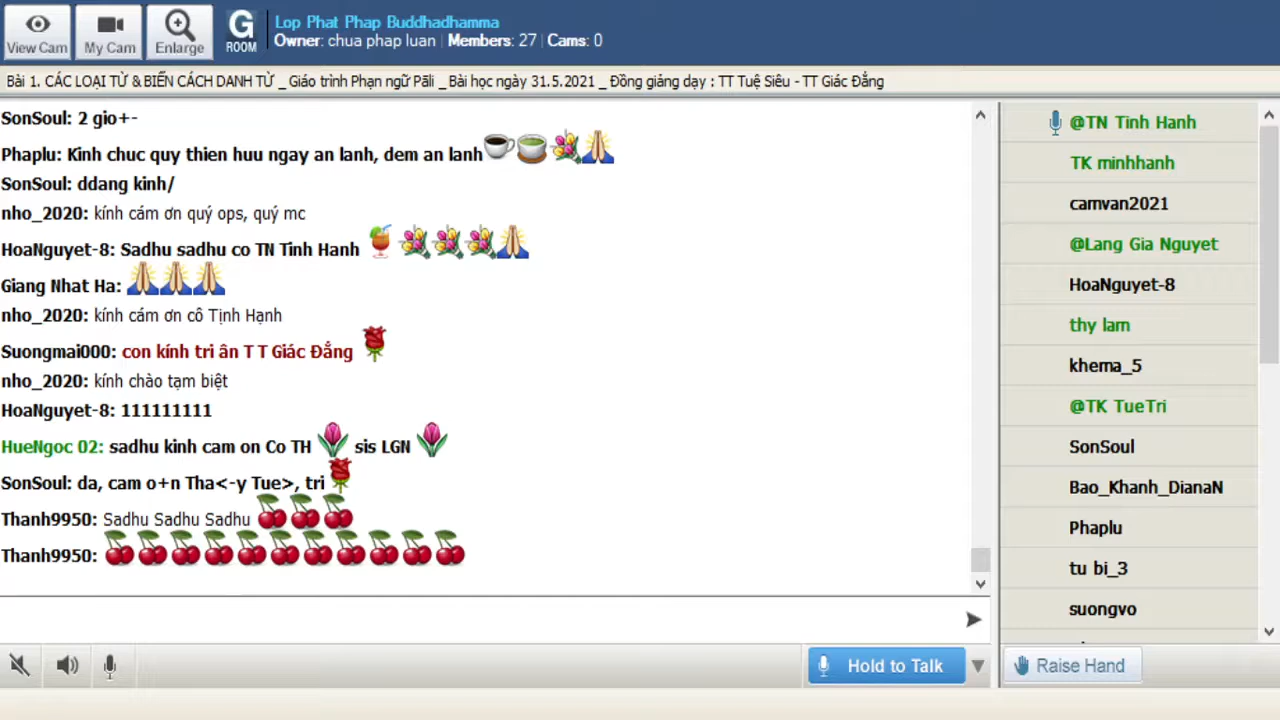 View Cam
My Cam
Enlarge
G
ROOM
Lop Phat Phap Buddhadhamma
Owner: chua phap luan | Members: 27 | Cams: 0
Bài 1. CÁC LOẠI TỪ & BIẾN CÁCH DANH TỪ _ Giáo trình Phạn ngữ Pāli _ Bài học ngày 31.5.2021 _ Đồng giảng dạy : TT Tuệ Siêu - TT Giác Đẳng
SonSoul: 2 gio+-
Phaplu: Kinh chuc quy thien huu ngay an lanh, dem an lanh
SonSoul: ddang kinh/
nho_2020: kính cám ơn quý ops, quý mc
HoaNguyet-8: Sadhu sadhu co TN Tinh Hanh
Giang Nhat Ha:
nho_2020: kính cám ơn cô Tịnh Hạnh
Suongmai000: con kính tri ân T T Giác Đẳng
nho_2020: kính chào tạm biệt
HoaNguyet-8: 111111111
HueNgoc 02: sadhu kinh cam on Co TH sis LGN
SonSoul: da, cam o+n Tha<-y Tue>, tri
Thanh9950: Sadhu Sadhu Sadhu
Thanh9950:
@TN Tinh Hanh
TK minhhanh
camvan2021
@Lang Gia Nguyet
HoaNguyet-8
thy lam
khema_5
@TK TueTri
SonSoul
Bao_Khanh_DianaN
Phaplu
tu bi_3
suongvo
Hold to Talk
Raise Hand